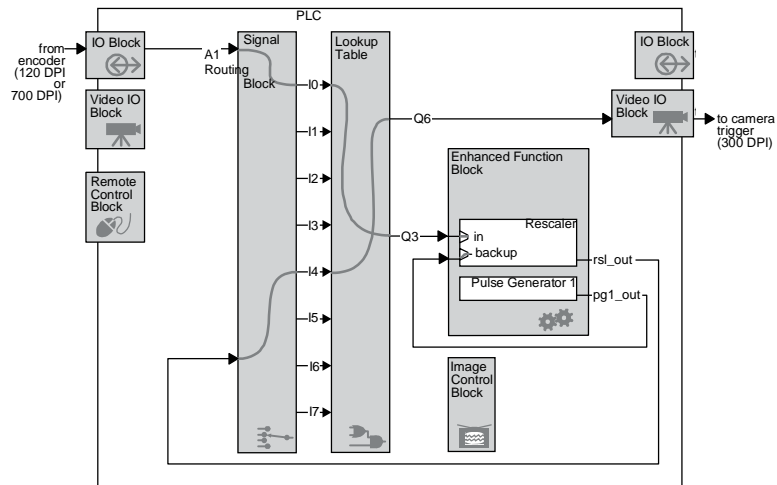 PLC
from
encoder
(120 DPI
or
700 DPI)
IO Block
A1
Routing
Signal
Block
Lookup
Table
IO Block
Video IO
Block
Video IO
Block
to camera
trigger
(300 DPI)
Remote
Control
Block
I0
I1
I2
I3
I4
I5
I6
I7
Q6
Q3
Enhanced Function
Block
Rescaler
in
backup
rsl_out
Pulse Generator 1
pg1_out
Image
Control
Block